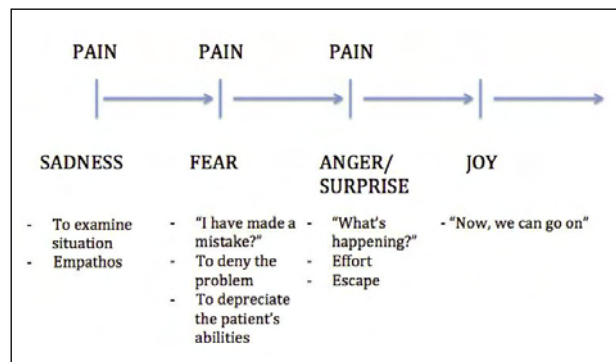 PAIN PAIN PAIN
SADNESS FEAR ANGER/ JOY
SURPRISE
- To examine
situation
- Empathos
- "I have made a
mistake?"
- To deny the
problem
- To depreciate
the patient's
abilities
- "What's
happening?"
- Effort
- Escape
- "Now, we can go on"